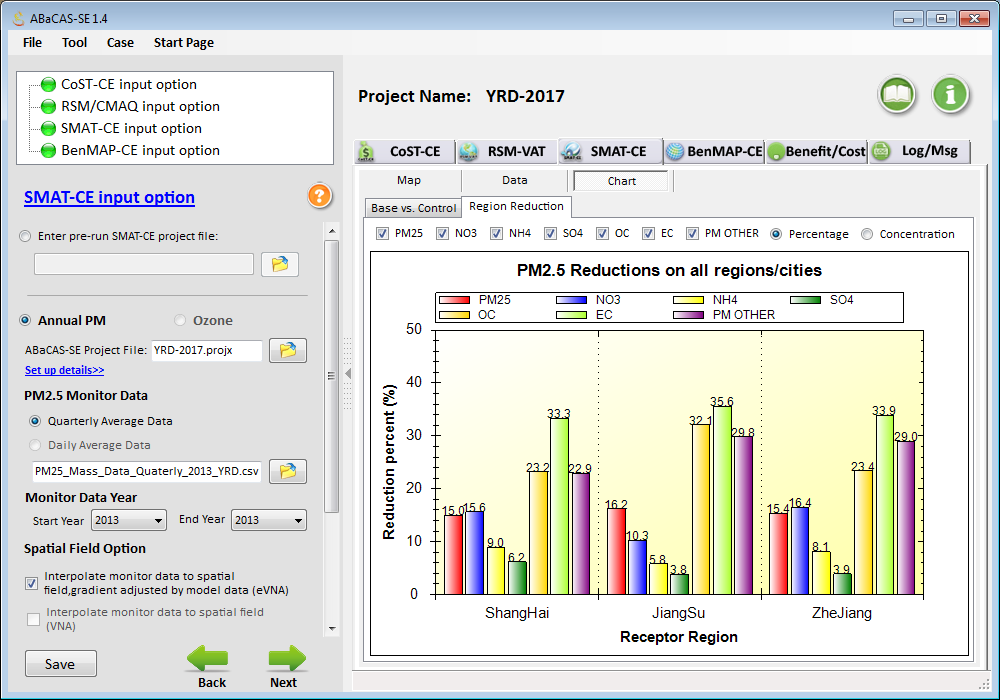 ABaCAS-SE 1.4
File Tool Case Start Page
CoST-CE input option
RSM/CMAQ input option
SMAT-CE input option
BenMAP-CE input option
SMAT-CE input option
?
Enter pre-run SMAT-CE project file:
Annual PM Ozone
ABaCAS-SE Project File: YRD-2017.projx
Set up details>>
PM2.5 Monitor Data
Quarterly Average Data
Daily Average Data
PM25_Mass_Data_Quaterly_2013_YRD.csv
Monitor Data Year
Start Year 2013 End Year 2013
Spatial Field Option
Interpolate monitor data to spatial
field,gradient adjusted by model data (eVNA)
Interpolate monitor data to spatial field
(VNA)
Save Back Next
Project Name: YRD-2017
i
CoST-CE RSM-VAT SMAT-CE BenMAP-CE Benefit/Cost Log/Msg
Map Data Chart
Base vs. Control Region Reduction
PM25 NO3 NH4 SO4 OC EC PM OTHER Percentage Concentration
PM2.5 Reductions on all regions/cities
PM25 NO3 NH4 SO4
OC EC PM OTHER
Reduction percent (%)
50
40
30
20
10
0
15.0 15.6 9.0 6.2 23.2 33.3 22.9
16.2 10.3 5.8 3.8 32.1 35.6 29.8
15.4 16.4 8.1 3.9 23.4 33.9 29.0
ShangHai JiangSu ZheJiang
Receptor Region